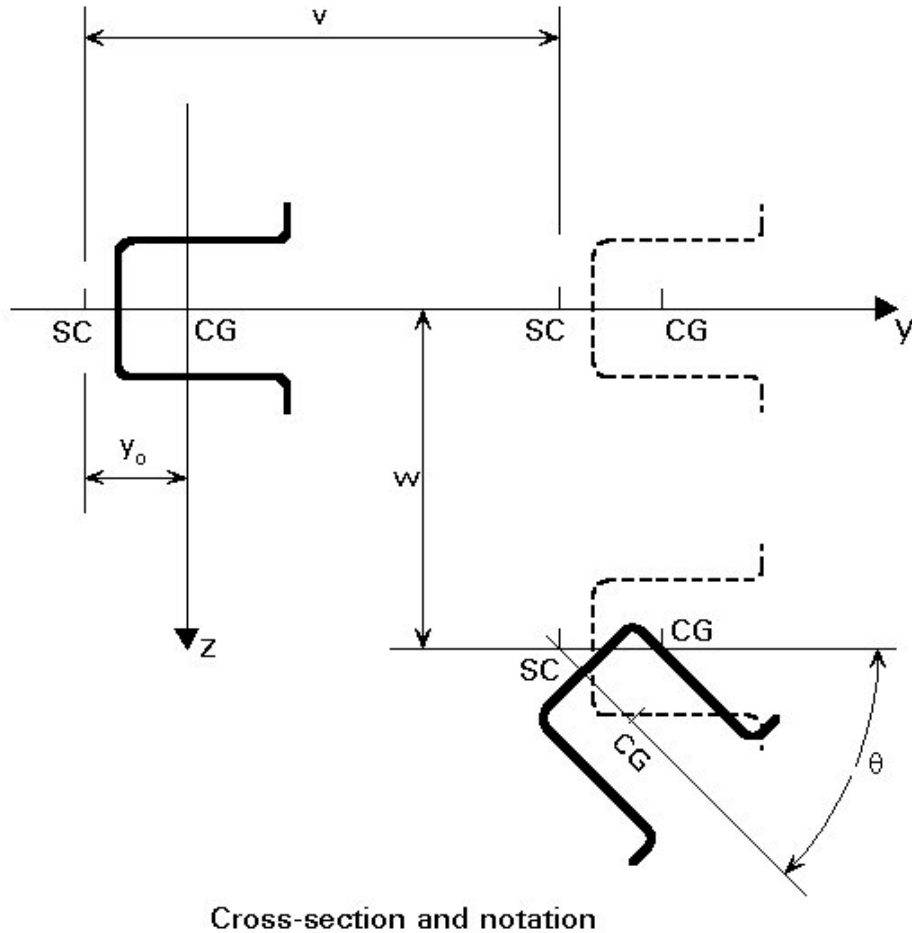 v
SC
CG
SC
CG
y
yo
w
z
CG
SC
CG
θ
Cross-section and notation